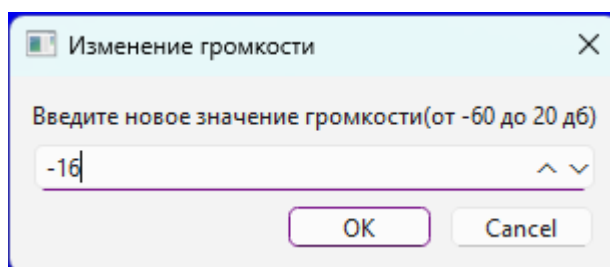 Изменение громкости
Введите новое значение громкости(от -60 до 20 дб)
-16
OK
Cancel